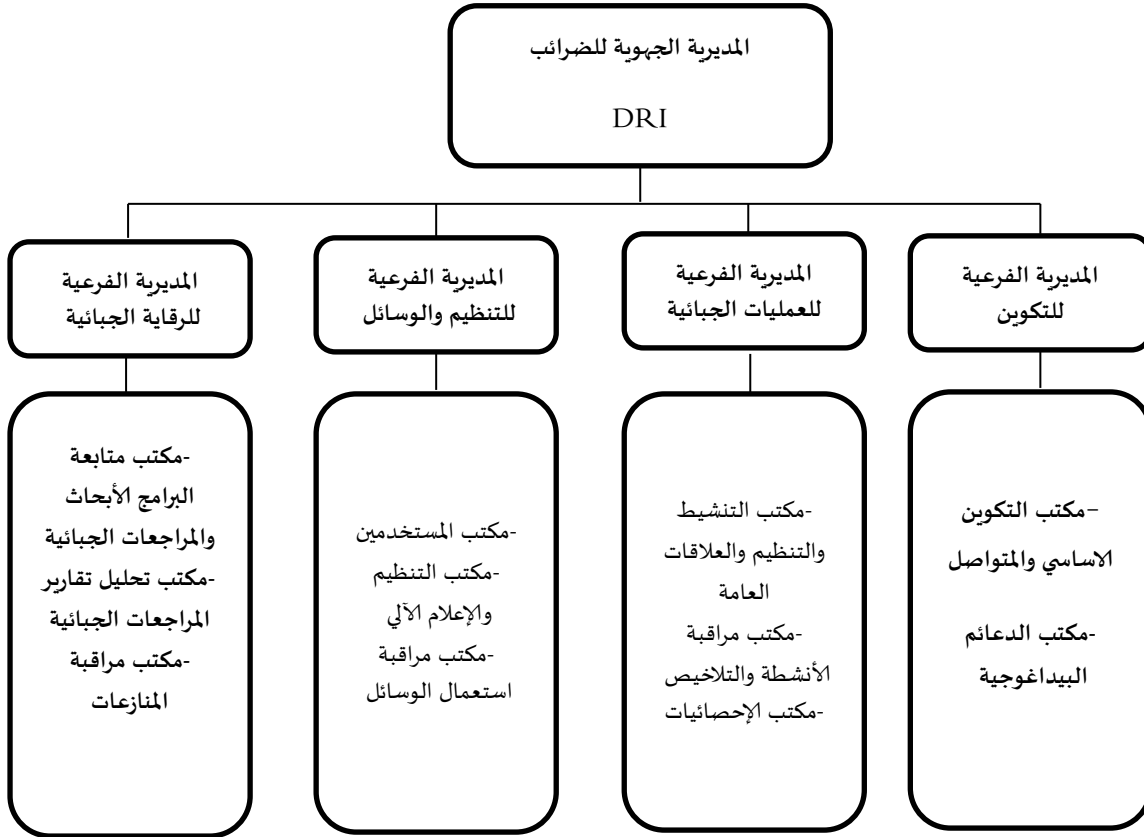 المديرية الجهوية للضرائب
DRI
المديرية الفرعية
للتكوين
المديرية الفرعية
للعمليات الجبائية
المديرية الفرعية
للتنظيم والوسائل
المديرية الفرعية
للرقاية الجبائية
–مكتب التكوين
الاساسي والمتواصل
-مكتب الدعائم
البيداغوجية
-مكتب التنشيط
والتنظيم والعلاقات
العامة
-مكتب مراقبة
الأنشطة والتلاخيص
-مكتب الإحصائيات
-مكتب المستخدمين
-مكتب التنظيم
والإعلام الآلي
-مكتب مراقبة
استعمال الوسائل
-مكتب متابعة
البرامج الأبحاث
والمراجعات الجبائية
-مكتب تحليل تقارير
المراجعات الجبائية
-مكتب مراقبة
المنازعات